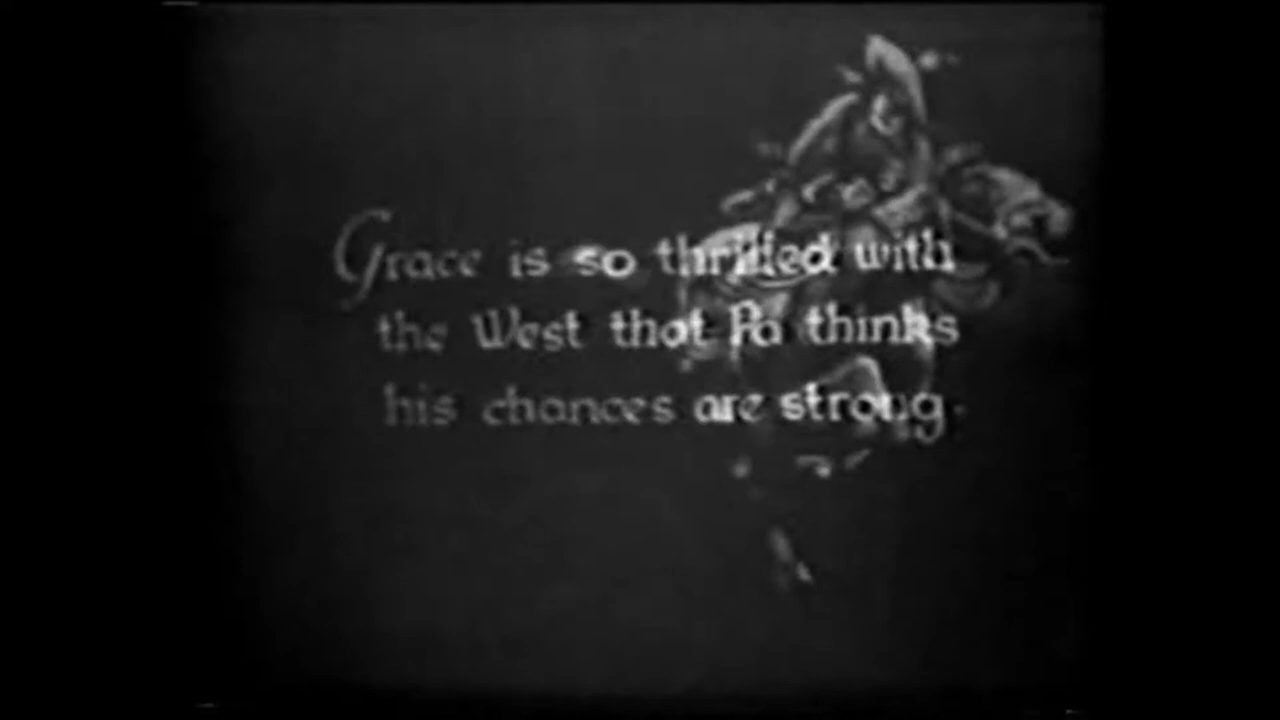 Grace is so thrilled with
the West that Pa thinks
his chances are strong.